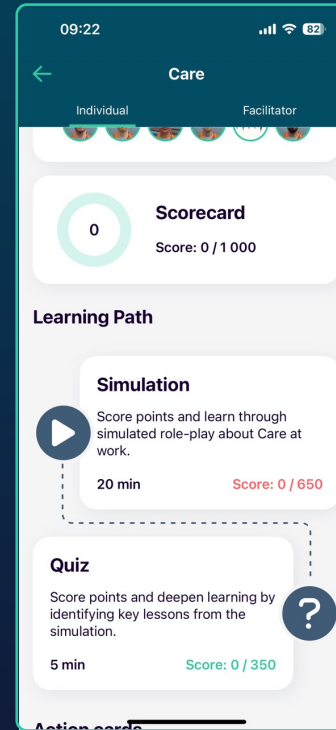 09:22
82
Care
Individual
Facilitator
0
Scorecard
Score: 0 / 1 000
Learning Path
Simulation
Score points and learn through
simulated role-play about Care at
work.
20 min
Score: 0 / 650
Quiz
Score points and deepen learning by
identifying key lessons from the
simulation.
?
5 min
Score: 0 / 350
Action cards